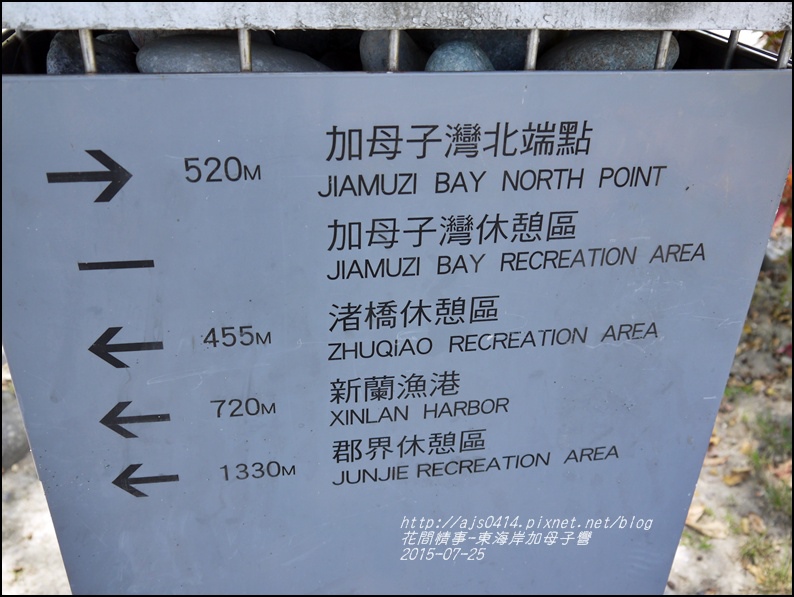 520M 加母子灣北端點
JIAMUZI BAY NORTH POINT
加母子灣休憩區
JIAMUZI BAY RECREATION AREA
455M 渚橋休憩區
ZHUQIAO RECREATION AREA
720M 新蘭漁港
XINLAN HARBOR
1330M 郡界休憩區
JUNJIE RECREATION AREA
http://ajs0414.pixnet.net/blog
花間情事-東海岸加母子彎
2015-07-25